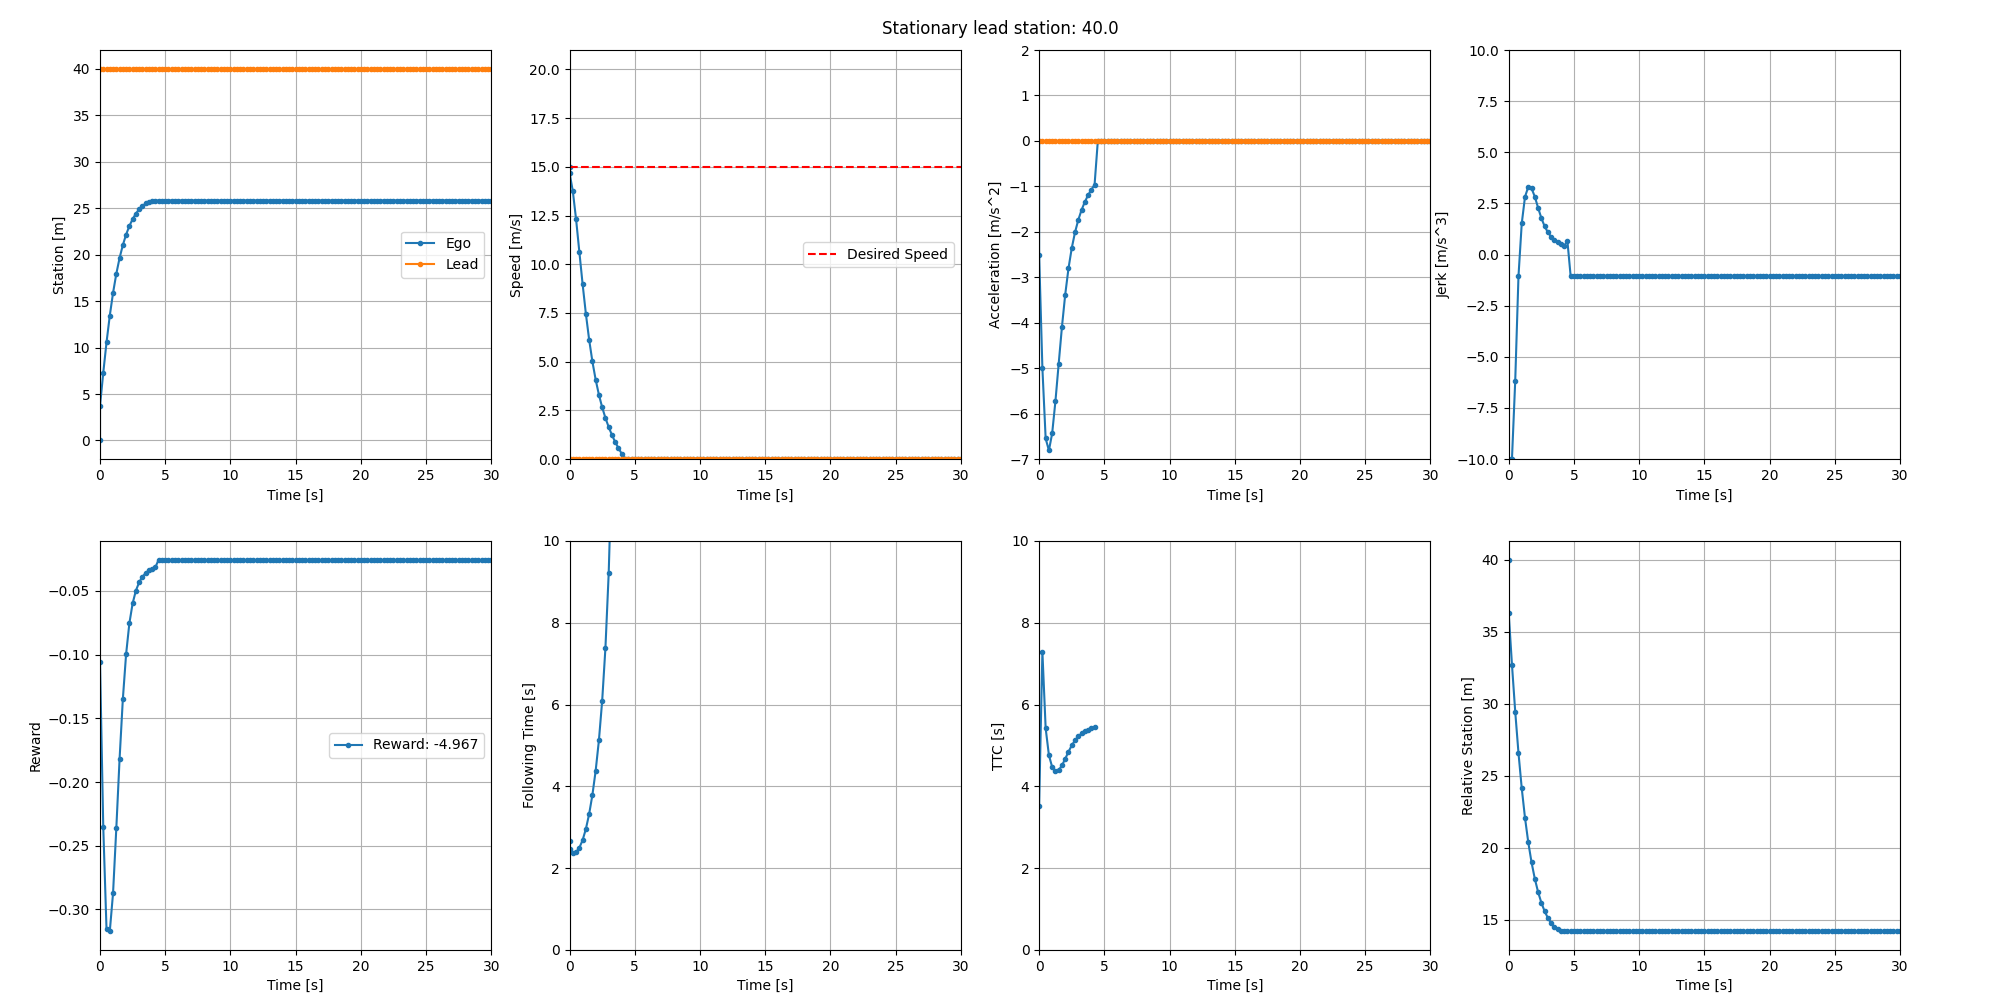 Stationary lead station: 40.0
Station [m]
40
35
30
25
20
15
10
5
0
Ego
Lead
0 5 10 15 20 25 30
Time [s]
Speed [m/s]
20.0
17.5
15.0
12.5
10.0
7.5
5.0
2.5
0.0
Desired Speed
0 5 10 15 20 25 30
Time [s]
Acceleration [m/s^2]
2
1
0
−1
−2
−3
−4
−5
−6
−7
0 5 10 15 20 25 30
Time [s]
Jerk [m/s^3]
10.0
7.5
5.0
2.5
0.0
−2.5
−5.0
−7.5
−10.0
0 5 10 15 20 25 30
Time [s]
Reward
−0.05
−0.10
−0.15
−0.20
−0.25
−0.30
Reward: -4.967
0 5 10 15 20 25 30
Time [s]
Following Time [s]
10
8
6
4
2
0
0 5 10 15 20 25 30
Time [s]
TTC [s]
10
8
6
4
2
0
0 5 10 15 20 25 30
Time [s]
Relative Station [m]
40
35
30
25
20
15
0 5 10 15 20 25 30
Time [s]